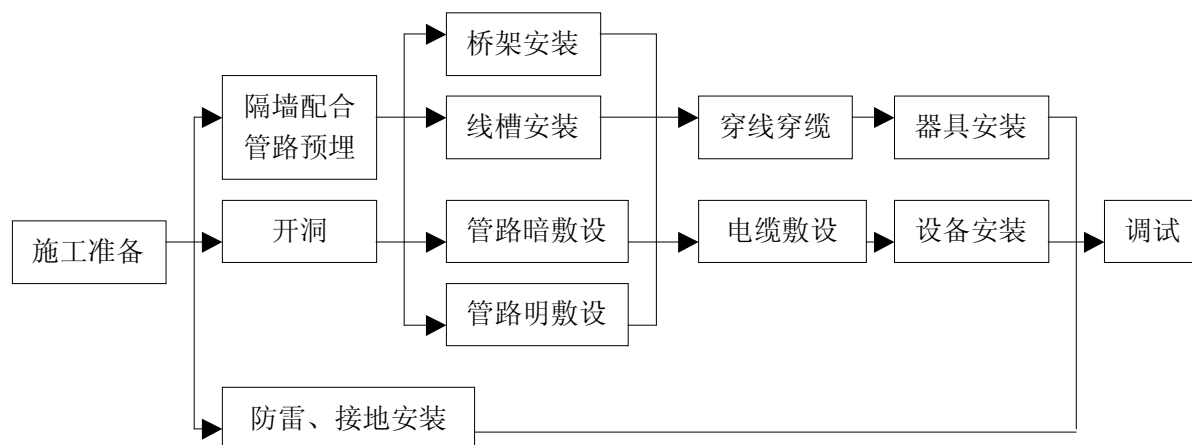 桥架安装
隔墙配合
管路预埋
线槽安装
穿线穿缆
器具安装
施工准备
开洞
管路暗敷设
电缆敷设
设备安装
调试
管路明敷设
防雷、接地安装